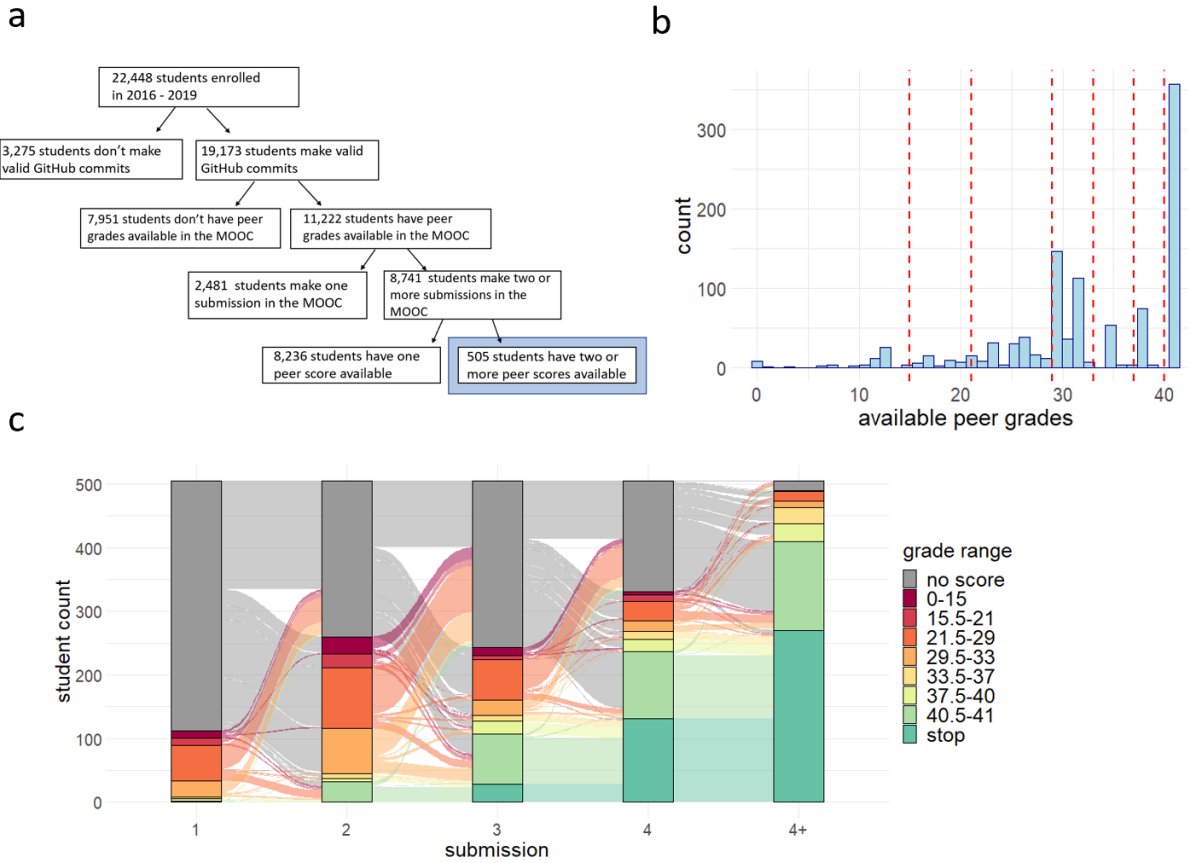 a
22,448 students enrolled
in 2016 - 2019
3,275 students don't make
valid GitHub commits
19,173 students make valid
GitHub commits
7,951 students don't have peer
grades available in the MOOC
11,222 students have peer
grades available in the MOOC
2,481 students make one
submission in the MOOC
8,741 students make two or
more submissions in the
MOOC
8,236 students have one
peer score available
505 students have two or
more peer scores available
b
count
300
200
100
0
0 10 20 30 40
available peer grades
c
student count
500
400
300
200
100
0
1 2 3 4 4+
submission
grade range
no score
0-15
15.5-21
21.5-29
29.5-33
33.5-37
37.5-40
40.5-41
stop